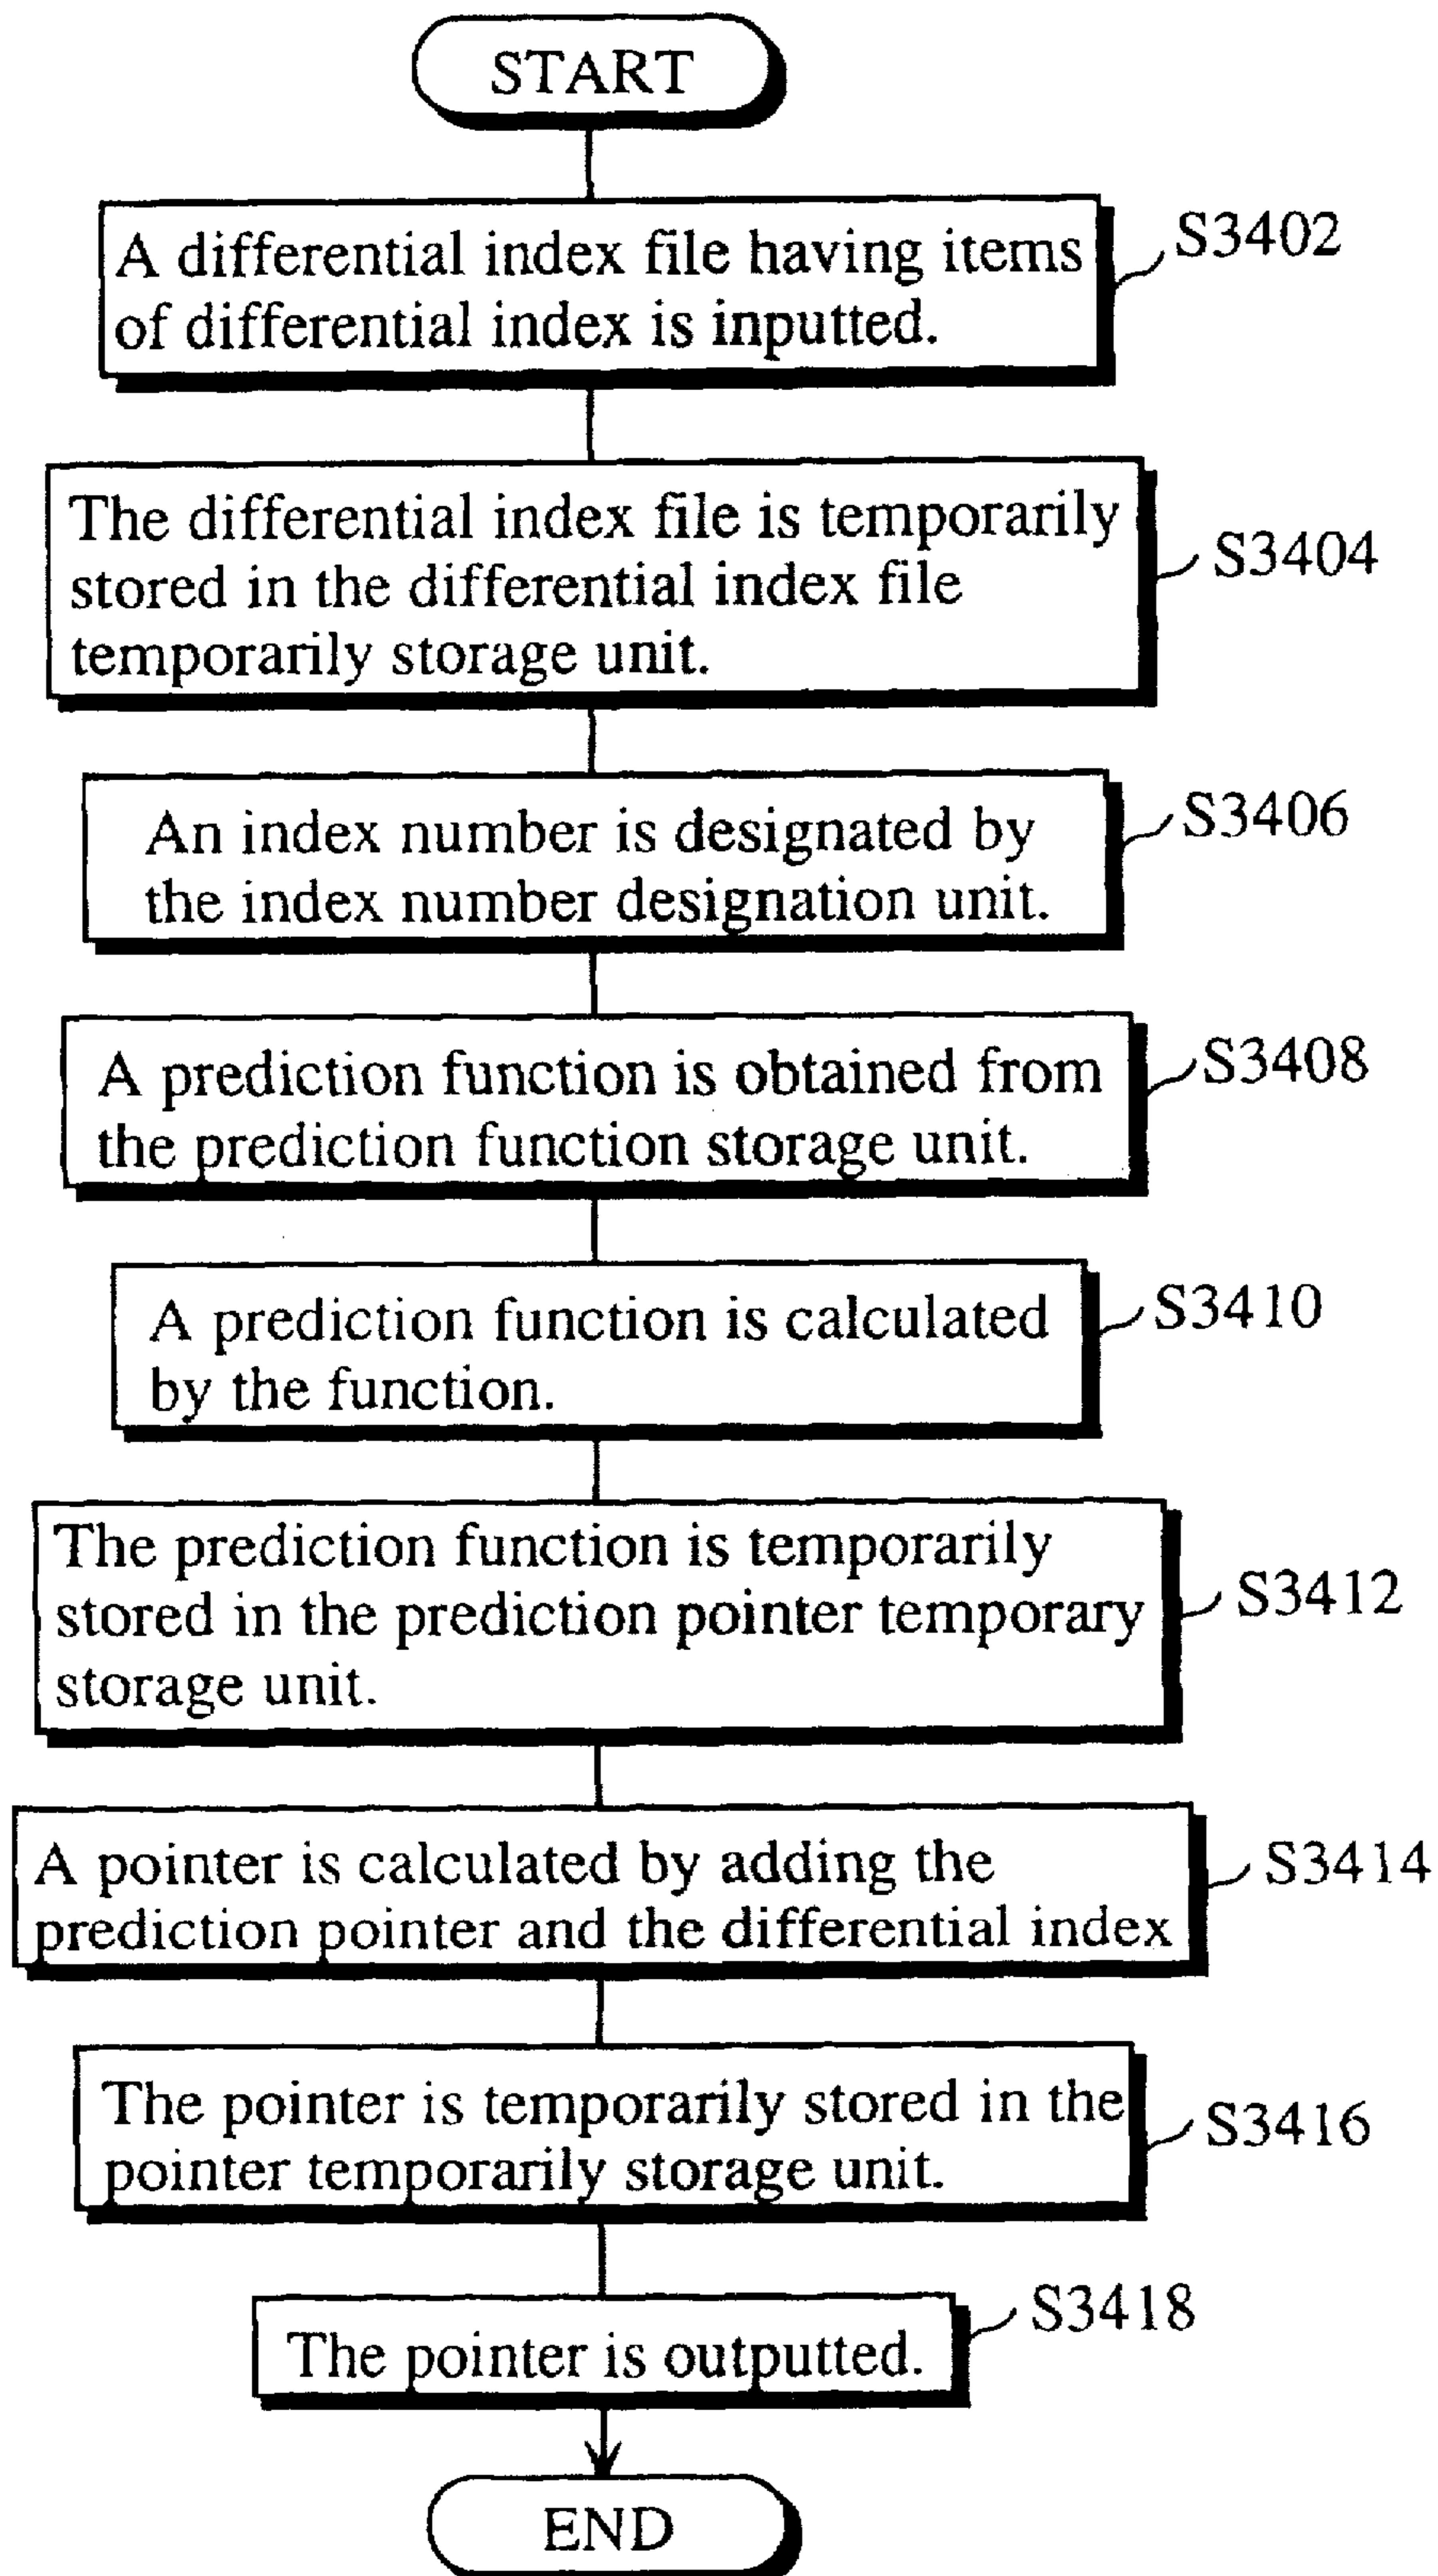 START
A differential index file having items
of differential index is inputted.
S3402
The differential index file is temporarily
stored in the differential index file
temporarily storage unit.
S3404
An index number is designated by
the index number designation unit.
S3406
A prediction function is obtained from
the prediction function storage unit.
S3408
A prediction function is calculated
by the function.
S3410
The prediction function is temporarily
stored in the prediction pointer temporary
storage unit.
S3412
A pointer is calculated by adding the
prediction pointer and the differential index
S3414
The pointer is temporarily stored in the
pointer temporarily storage unit.
S3416
The pointer is outputted.
S3418
END